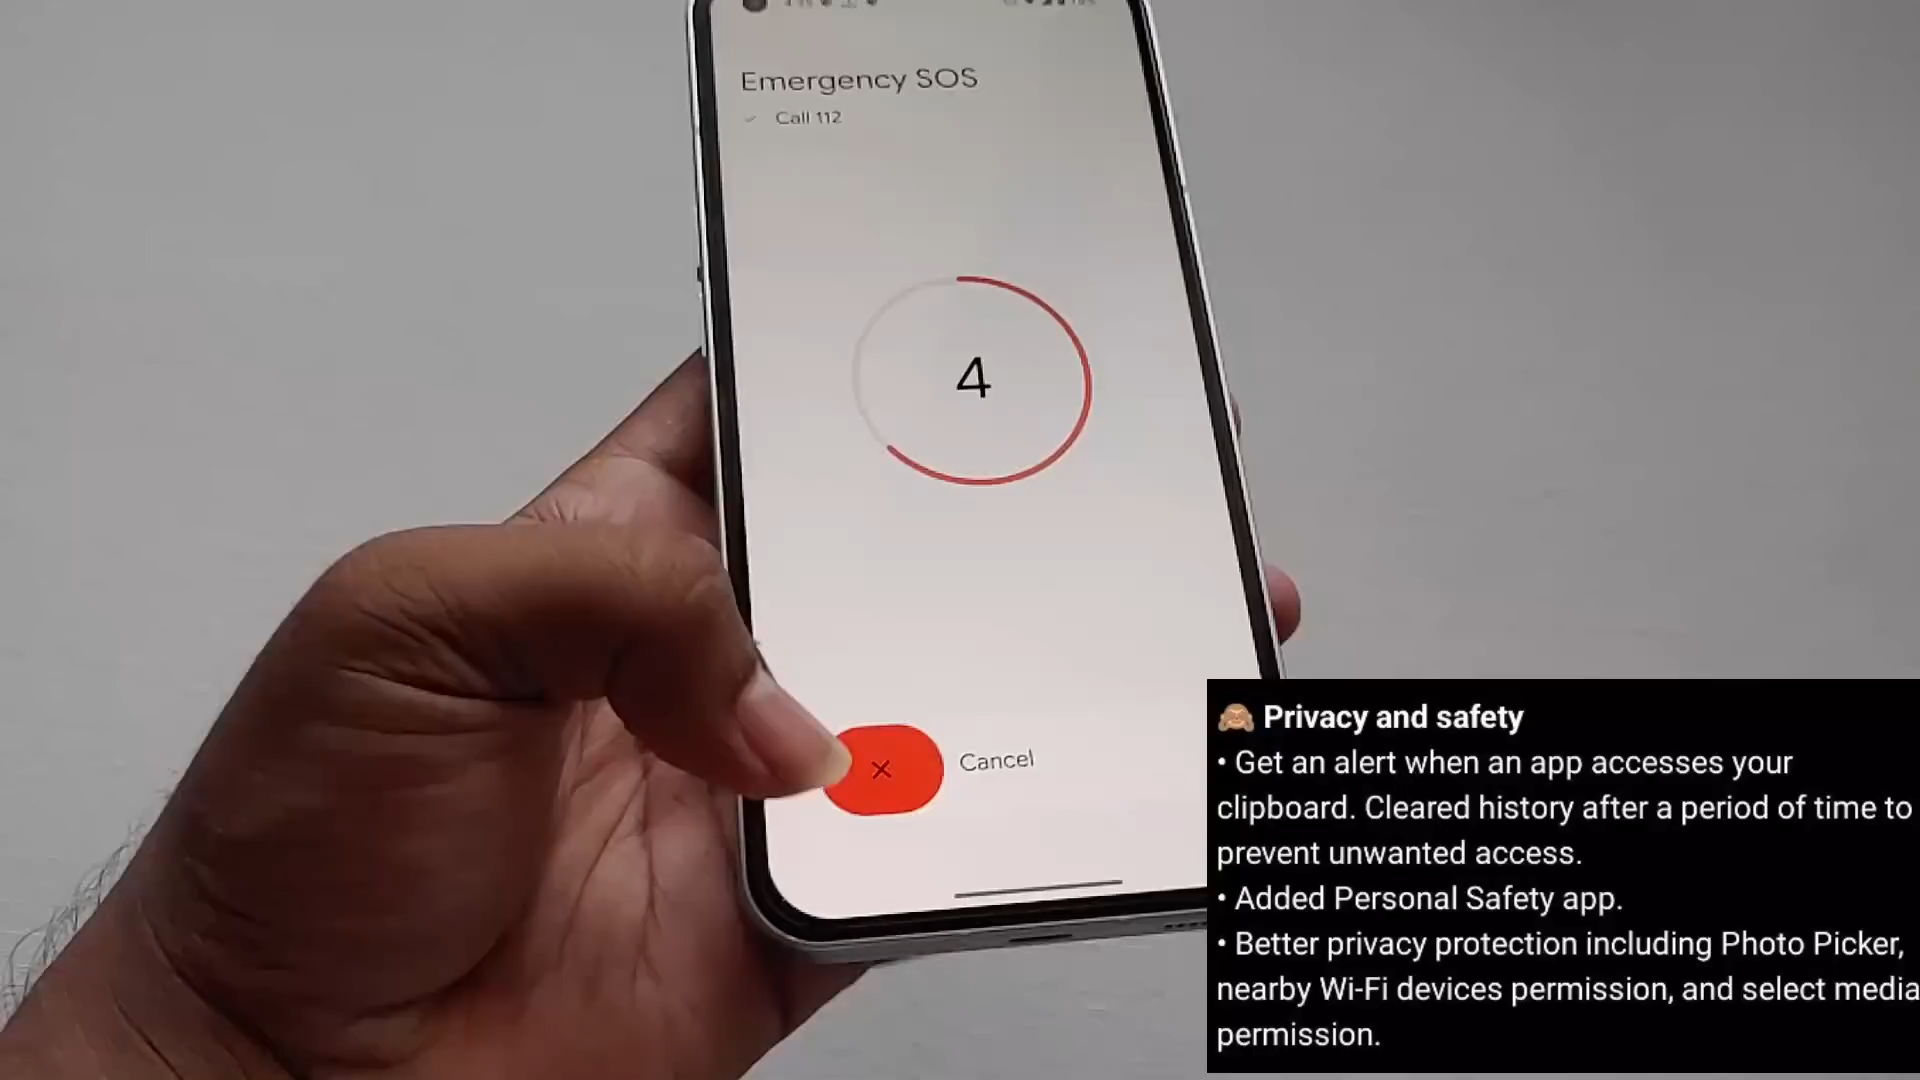 Emergency SOS
Call 112
4
Cancel
Privacy and safety
• Get an alert when an app accesses your
clipboard. Cleared history after a period of time to
prevent unwanted access.
• Added Personal Safety app.
• Better privacy protection including Photo Picker,
nearby Wi-Fi devices permission, and select media
permission.